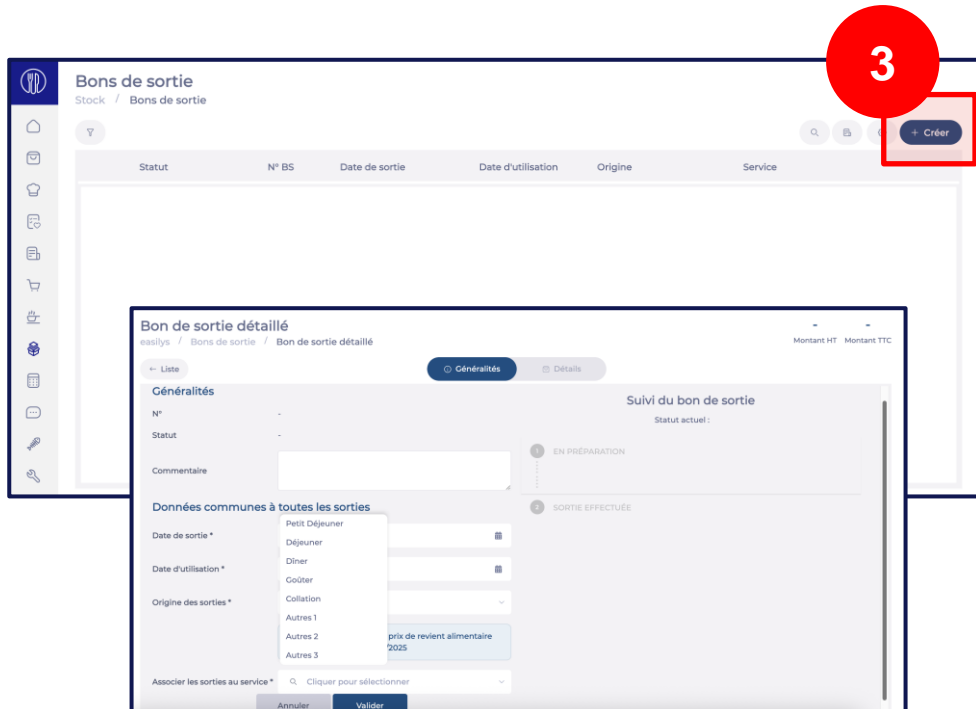 3
Bons de sortie
Stock / Bons de sortie
+ Créer
Statut N° BS Date de sortie Date d'utilisation Origine Service
Bon de sortie détaillé
easilys / Bons de sortie / Bon de sortie détaillé
- -
Montant HT Montant TTC
← Liste
Généralités Détails
Généralités
N° -
Statut -
Commentaire
Suivi du bon de sortie
Statut actuel :
1 EN PRÉPARATION
2 SORTIE EFFECTUÉE
Données communes à toutes les sorties
Date de sortie *
Date d'utilisation *
Origine des sorties *
Petit Déjeuner
Déjeuner
Dîner
Goûter
Collation
Autres 1
Autres 2
Autres 3
prix de revient alimentaire
/2025
Associer les sorties au service * Cliquer pour sélectionner
Annuler Valider